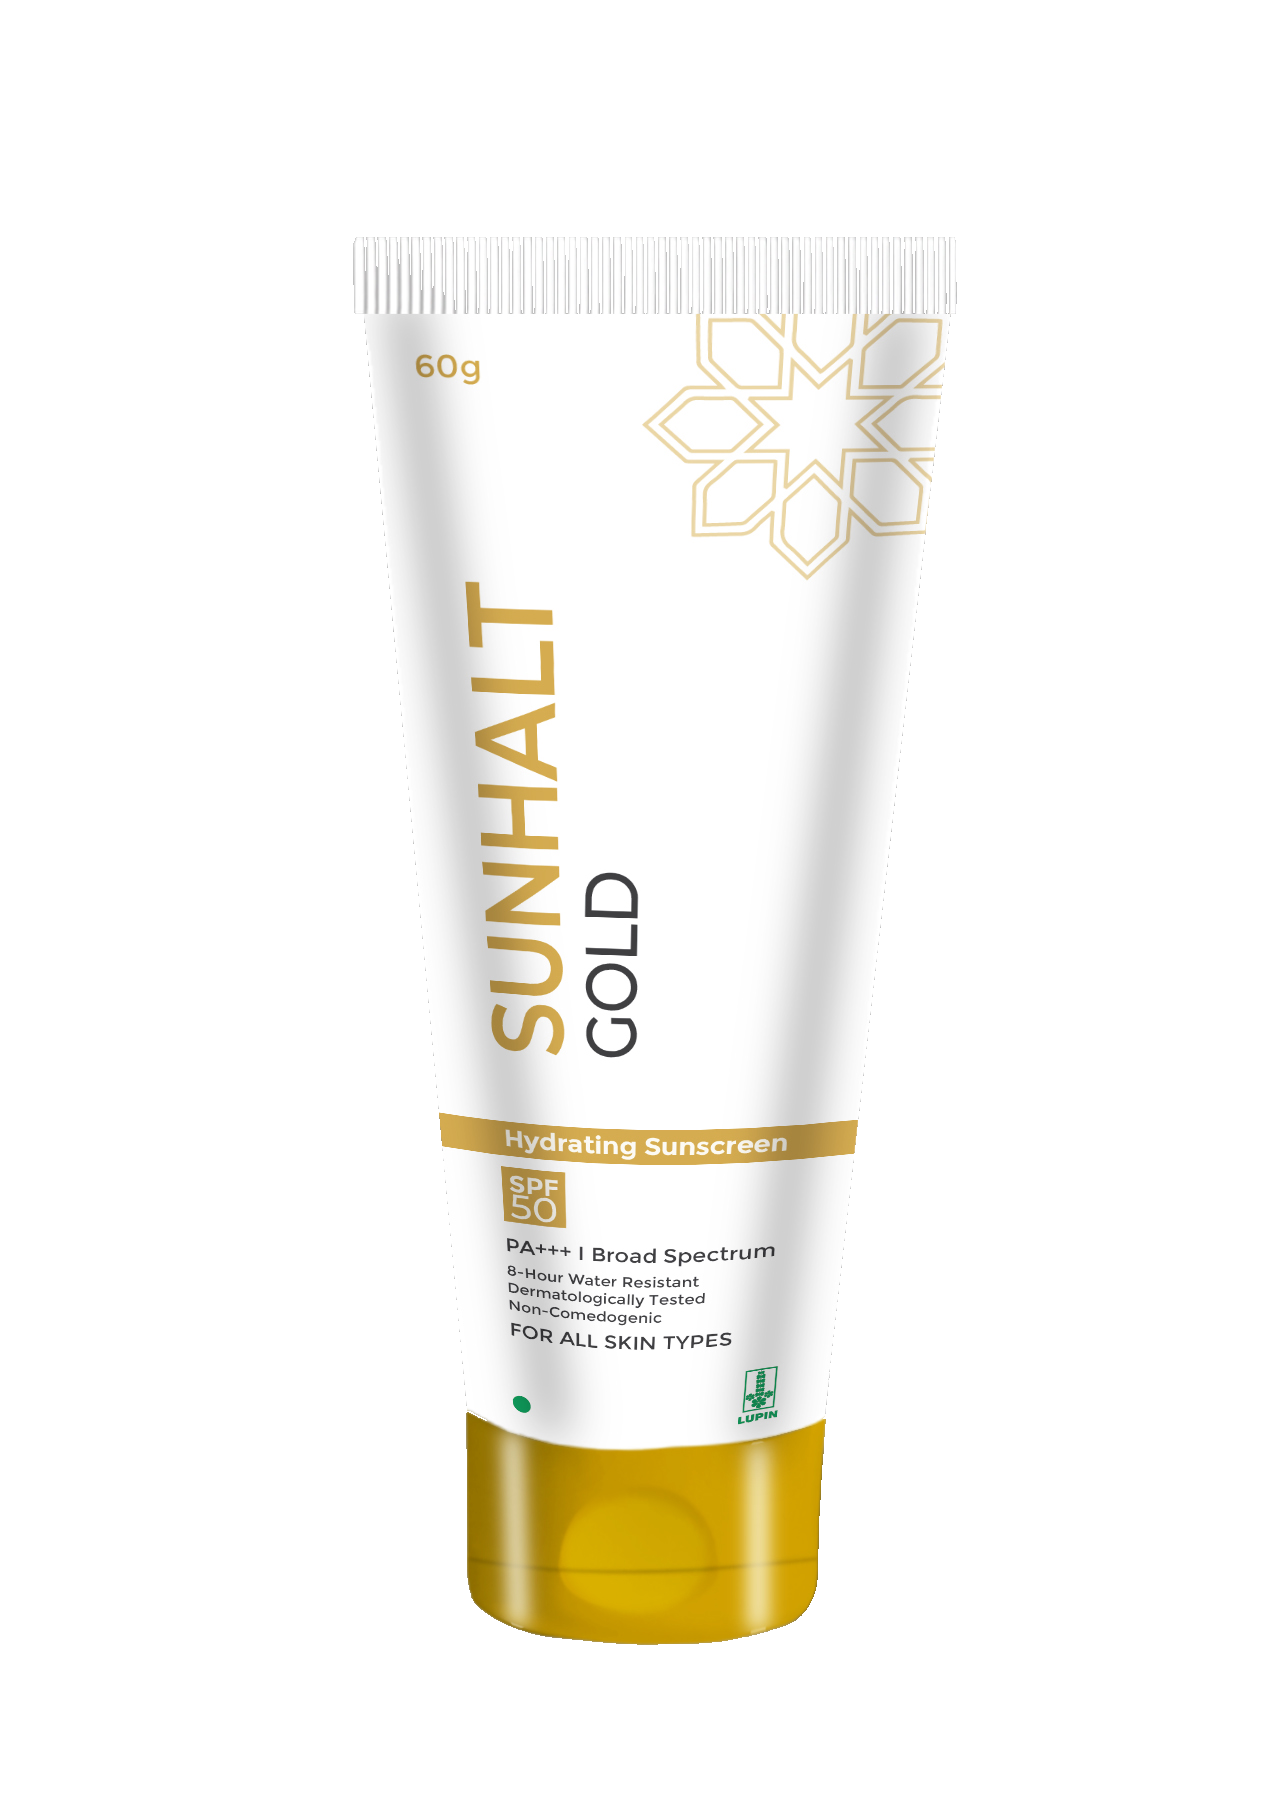 60g
SUNHALT
GOLD
Hydrating Sunscreen
SPF
50
PA+++ I Broad Spectrum
8-Hour Water Resistant
Dermatologically Tested
Non-Comedogenic
FOR ALL SKIN TYPES
LUPIN